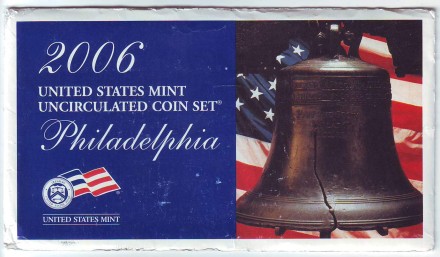 2006
UNITED STATES MINT
UNCIRCULATED COIN SET®
Philadelphia
UNITED STATES MINT